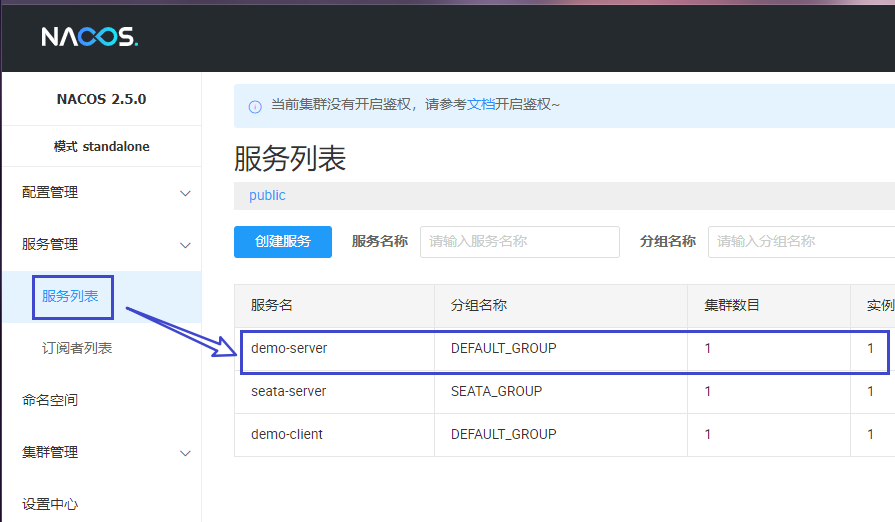 NACOS.
NACOS 2.5.0
模式 standalone
配置管理
服务管理
服务列表
订阅者列表
命名空间
集群管理
设置中心
当前集群没有开启鉴权，请参考文档开启鉴权~
服务列表
public
创建服务 服务名称 请输入服务名称 分组名称 请输入分组名称
服务名 分组名称 集群数目 实例
demo-server DEFAULT_GROUP 1 1
seata-server SEATA_GROUP 1 1
demo-client DEFAULT_GROUP 1 1